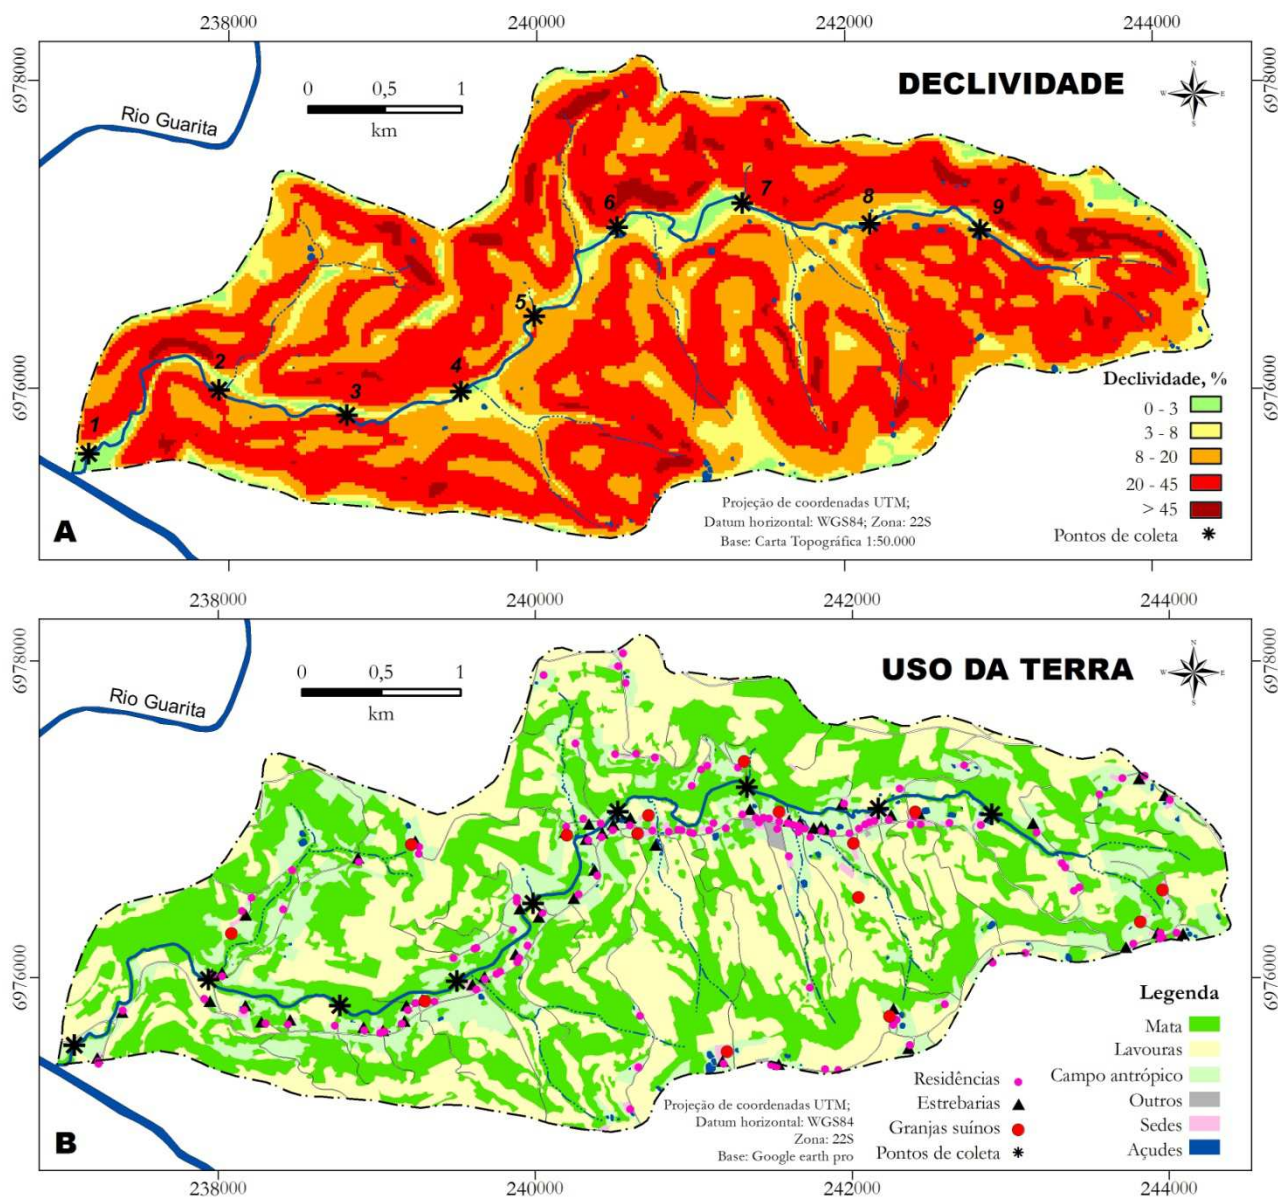 238000 240000 242000 244000
6978000
6978000
DECLIVIDADE
0 0,5 1
km
N
W E
S
Rio Guarita
6
7
8
9
5
2
3
4
1
6976000
6976000
Declividade, %
0 - 3
3 - 8
8 - 20
20 - 45
> 45
Pontos de coleta
Projeção de coordenadas UTM;
Datum horizontal: WGS84; Zona: 22S
Base: Carta Topográfica 1:50.000
A
238000 240000 242000 244000
238000 240000 242000 244000
6978000
6978000
USO DA TERRA
0 0,5 1
km
N
W E
S
Rio Guarita
6976000
6976000
Legenda
Mata
Lavouras
Campo antrópico
Outros
Sedes
Açudes
Residências
Estrebarias
Granjas suínos
Pontos de coleta
Projeção de coordenadas UTM;
Datum horizontal: WGS84
Zona: 22S
Base: Google earth pro
B
238000 240000 242000 244000